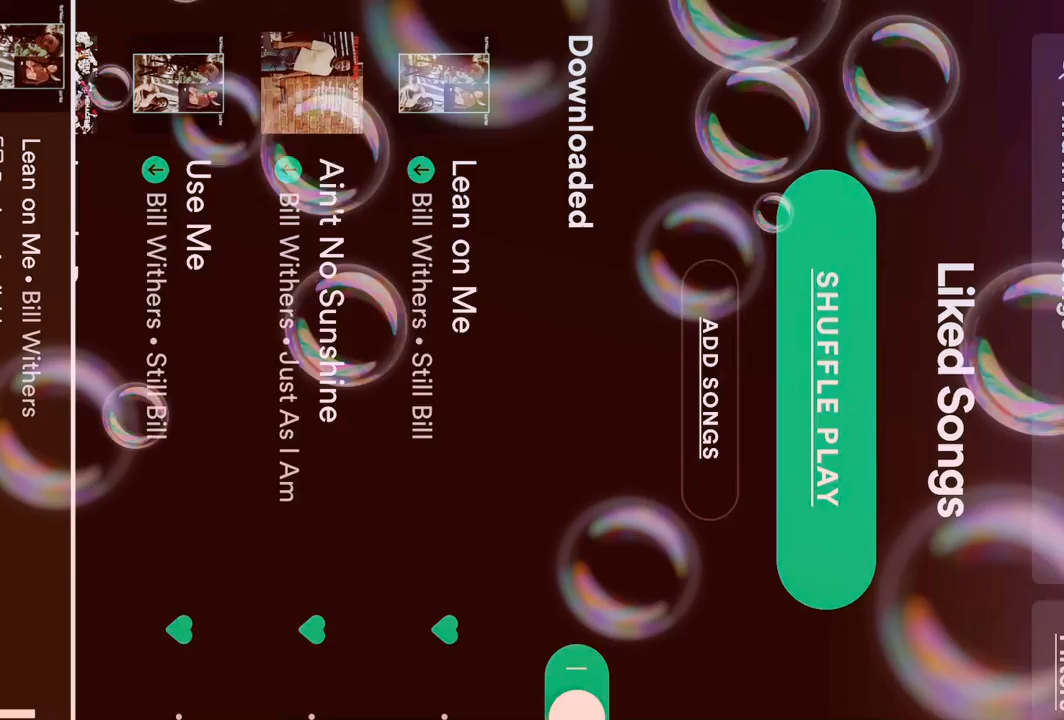 Liked Songs
SHUFFLE PLAY
ADD SONGS
Downloaded
Lean on Me
Bill Withers • Still Bill
Ain't No Sunshine
Bill Withers • Just As I Am
Use Me
Bill Withers • Still Bill
Lean on Me • Bill Withers